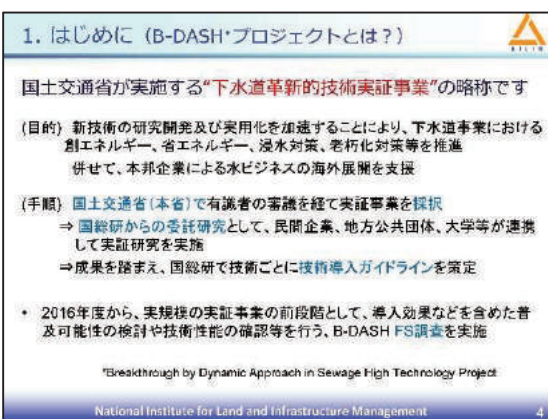 1. はじめに（B-DASH*プロジェクトとは？）
NILIM
国土交通省が実施する“下水道革新的技術実証事業”の略称です
(目的) 新技術の研究開発及び実用化を加速することにより、下水道事業における
創エネルギー、省エネルギー、浸水対策、老朽化対策等を推進
併せて、本邦企業による水ビジネスの海外展開を支援
(手順) 国土交通省（本省）で有識者の審議を経て実証事業を採択
⇒ 国総研からの委託研究として、民間企業、地方公共団体、大学等が連携
して実証研究を実施
⇒成果を踏まえ、国総研で技術ごとに技術導入ガイドラインを策定
• 2016年度から、実規模の実証事業の前段階として、導入効果などを含めた普
及可能性の検討や技術性能の確認等を行う、B-DASH FS調査を実施
*Breakthrough by Dynamic Approach in Sewage High Technology Project
National Institute for Land and Infrastructure Management
4